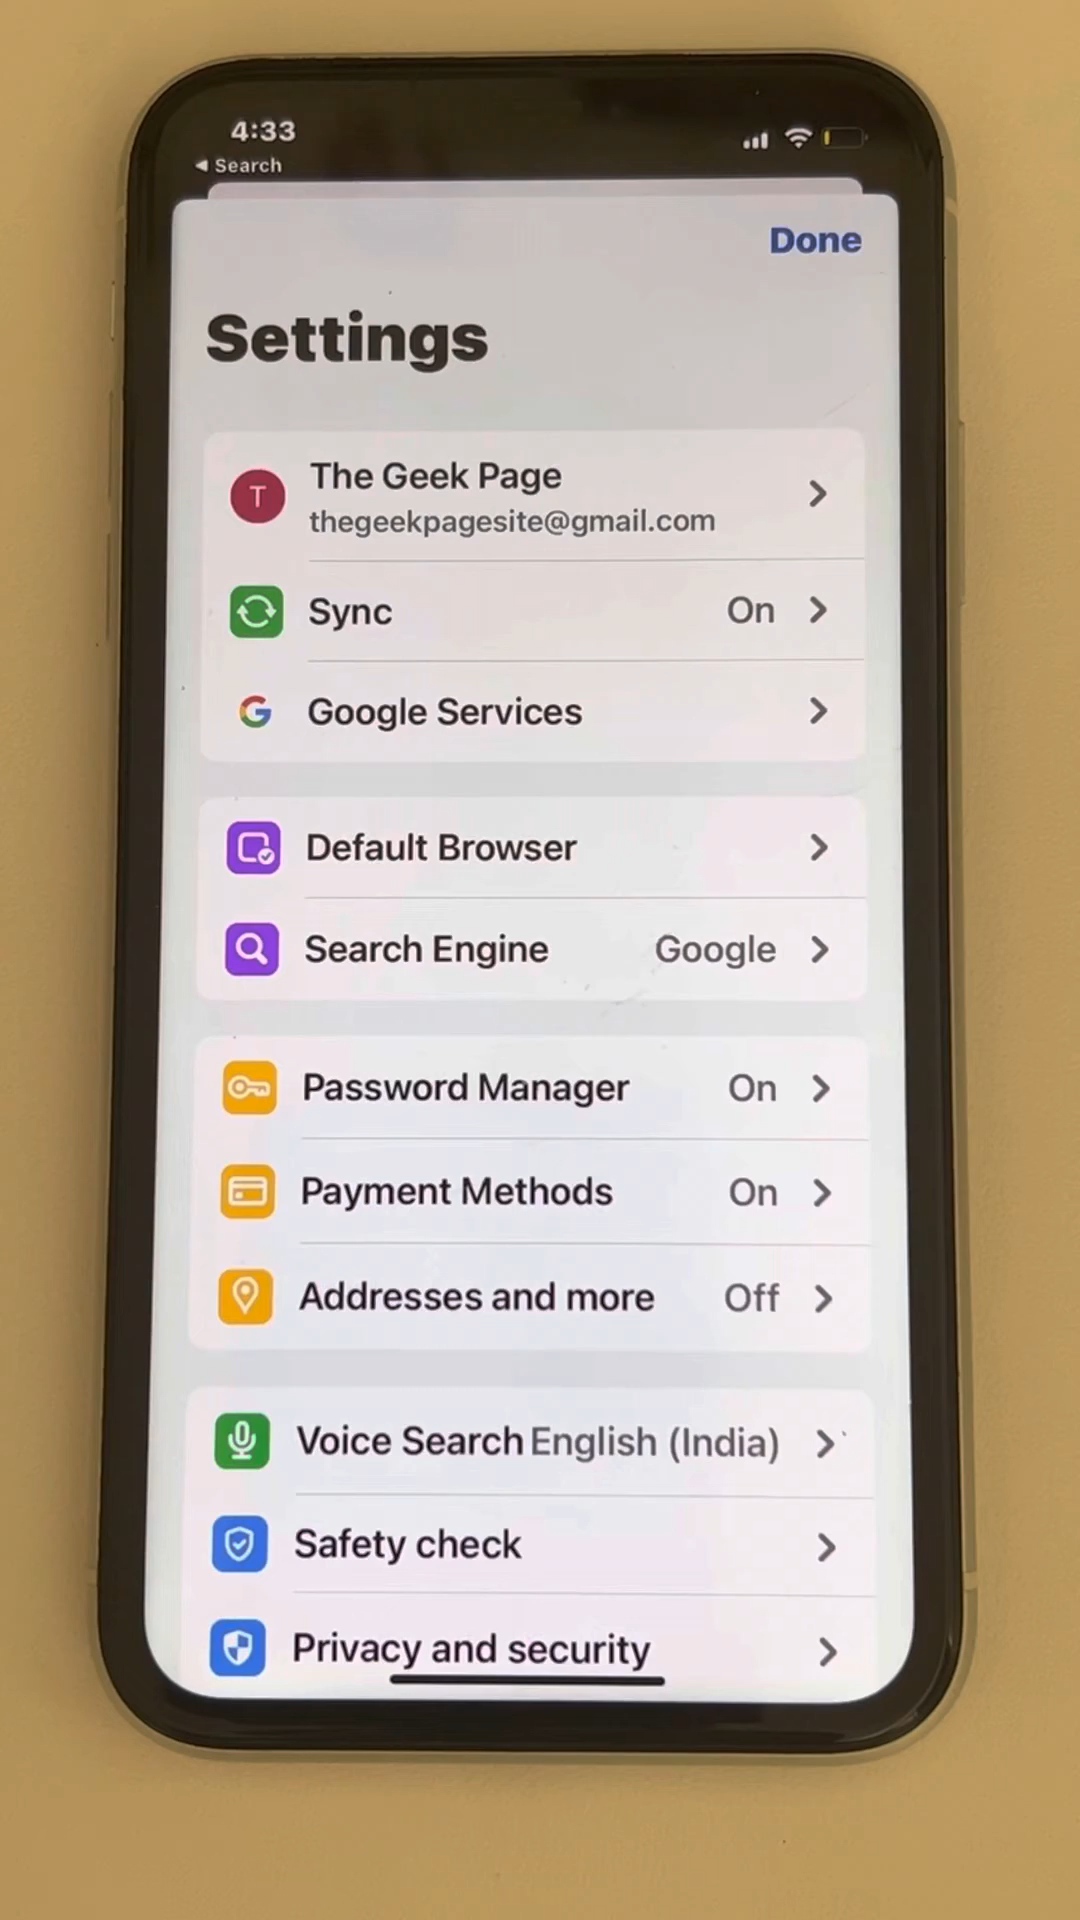 4:33
◀ Search
Done
Settings
T
The Geek Page
thegeekpagesite@gmail.com
Sync On
Google Services
Default Browser
Search Engine Google
Password Manager On
Payment Methods On
Addresses and more Off
Voice Search English (India)
Safety check
Privacy and security